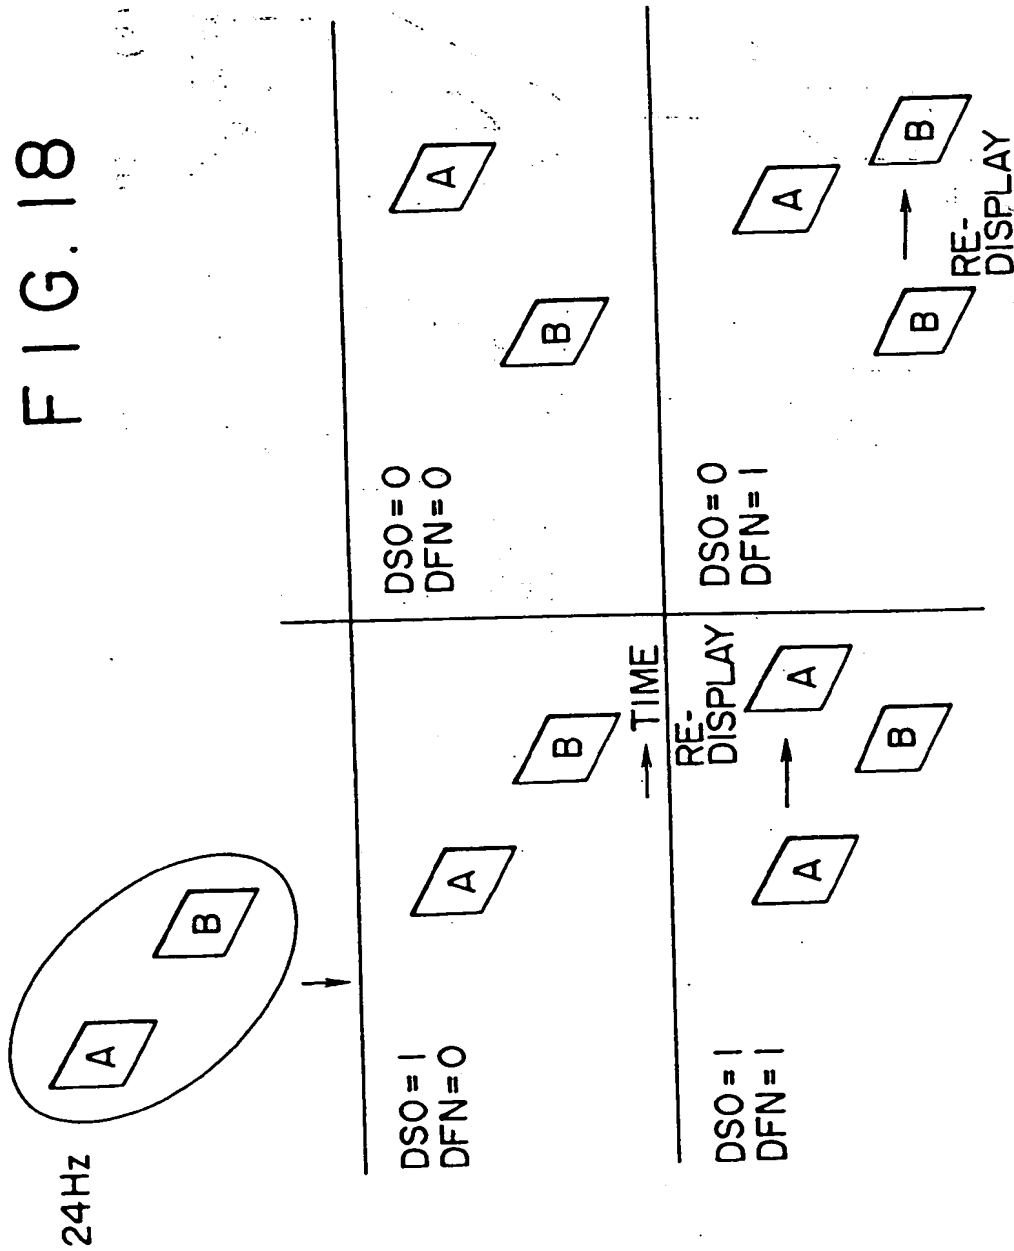 FIG. 18
24Hz
A
B
DSO = 1
DFN = 0
A
B
TIME
DSO = 0
DFN = 0
B
A
DSO = 1
DFN = 1
A
RE-
DISPLAY
A
B
DSO = 0
DFN = 1
B
A
B
RE-
DISPLAY